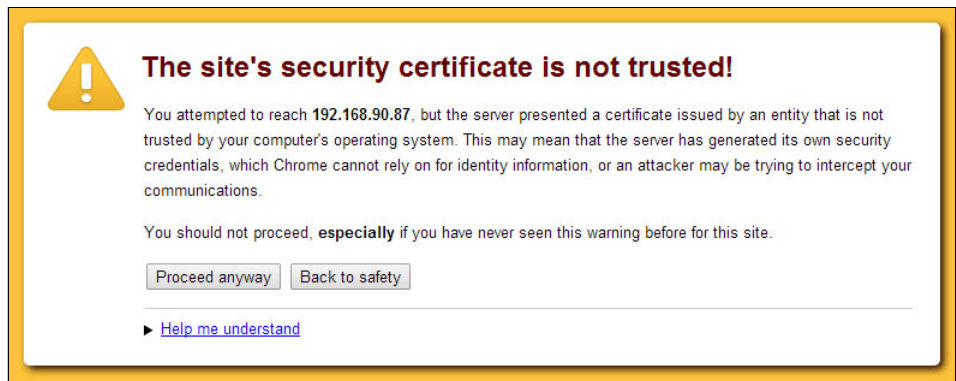 The site's security certificate is not trusted!
You attempted to reach 192.168.90.87, but the server presented a certificate issued by an entity that is not
trusted by your computer's operating system. This may mean that the server has generated its own security
credentials, which Chrome cannot rely on for identity information, or an attacker may be trying to intercept your
communications.
You should not proceed, especially if you have never seen this warning before for this site.
Proceed anyway Back to safety
Help me understand